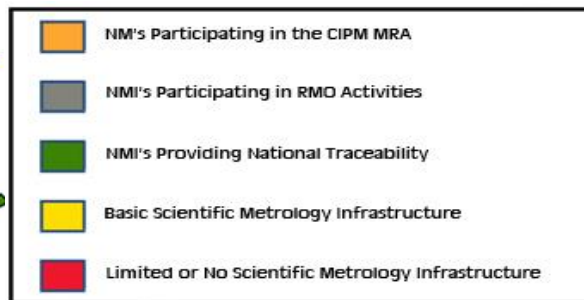 NM's Participating in the CIPM MRA
NMI's Participating in RMO Activities
NMI's Providing National Traceability
Basic Scientific Metrology Infrastructure
Limited or No Scientific Metrology Infrastructure